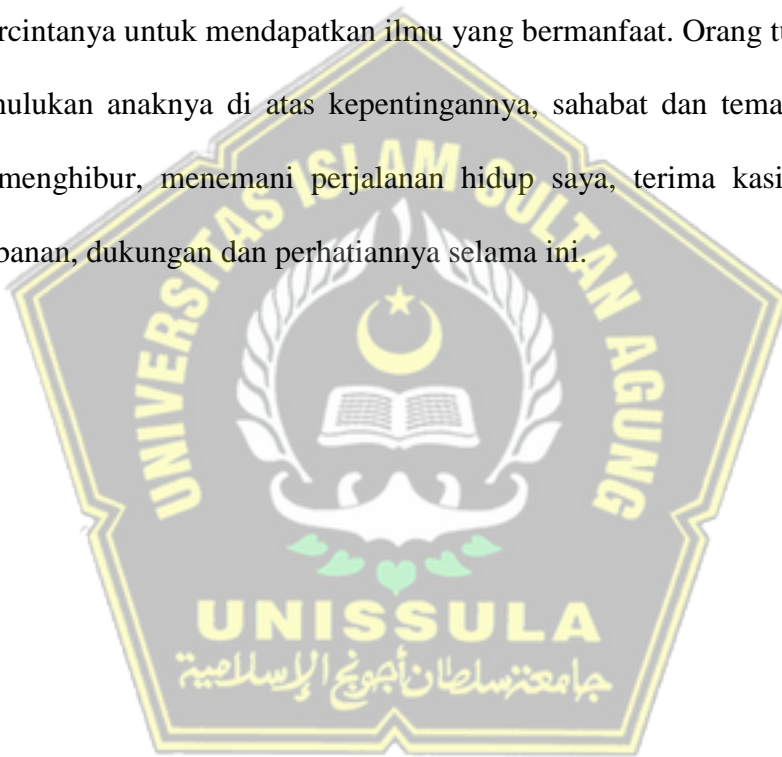 rcintanya untuk mendapatkan ilmu yang bermanfaat. Orang tu
ulukan anaknya di atas kepentingannya, sahabat dan tema
menghibur, menemani perjalanan hidup saya, terima kasi
banan, dukungan dan perhatiannya selama ini.
UNIVERSITAS ISLAM SULTAN AGUNG
UNISSULA
جامعة سلطان أجونج الإسلامية